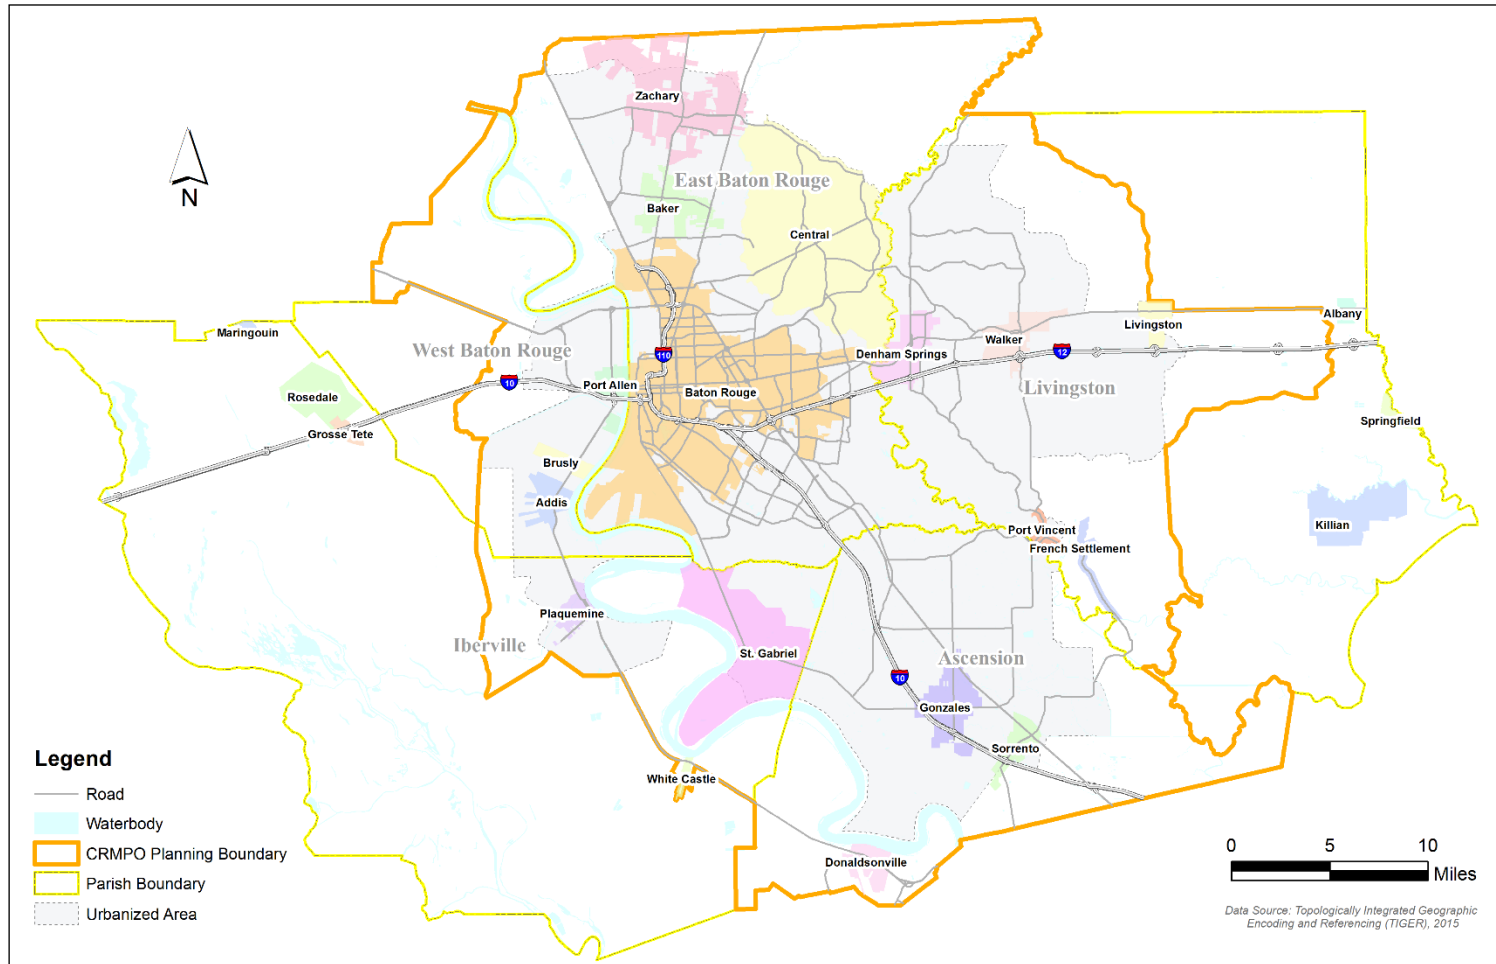 Zachary
East Baton Rouge
N
Baker
Central
Maringouin
West Baton Rouge
110
Denham Springs
Walker
12
Livingston
Albany
10
Port Allen
Baton Rouge
Livingston
Rosedale
Grosse Tete
Springfield
Brusly
Addis
Port Vincent
French Settlement
Killian
Plaquemine
Iberville
St. Gabriel
Ascension
10
Gonzales
Sorrento
White Castle
Donaldsonville
Legend
Road
Waterbody
CRMPO Planning Boundary
Parish Boundary
Urbanized Area
0 5 10
Miles
Data Source: Topologically Integrated Geographic
Encoding and Referencing (TIGER), 2015